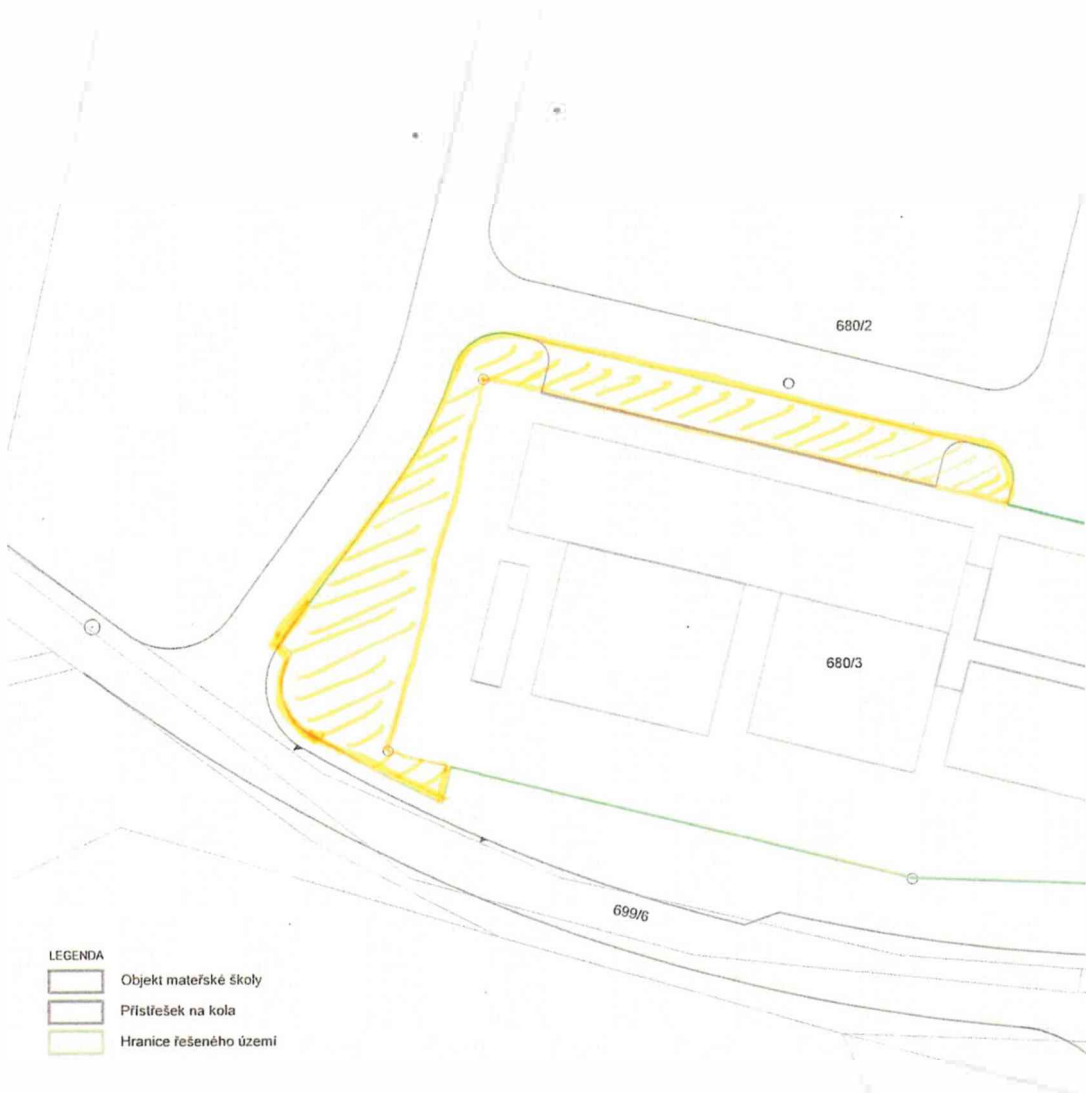 680/2
680/3
699/6
LEGENDA
Objekt mateřské školy
Přístřešek na kola
Hranice řešeného území